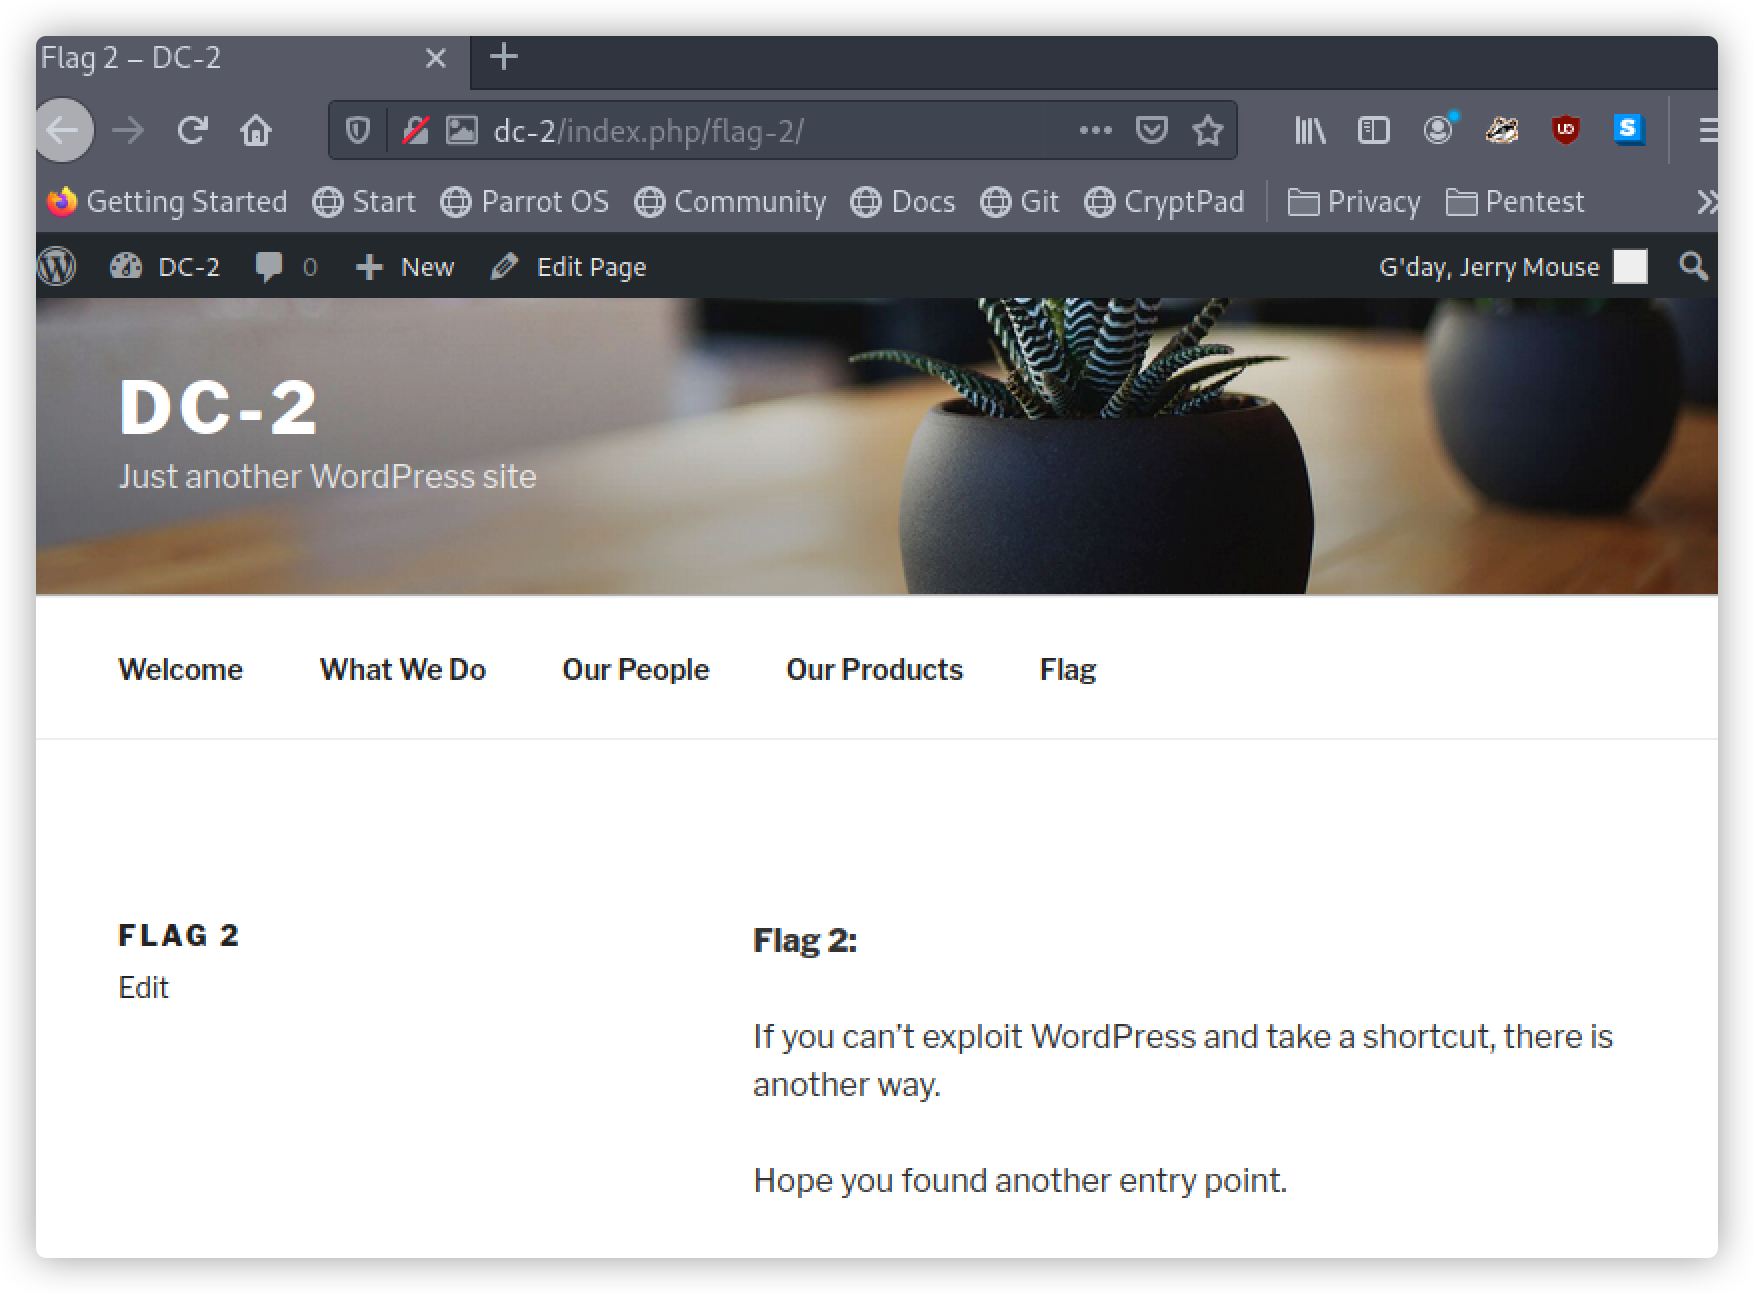 Flag 2 – DC-2
dc-2/index.php/flag-2/
Getting Started Start Parrot OS Community Docs Git CryptPad Privacy Pentest
DC-2 0 New Edit Page G'day, Jerry Mouse
DC-2
Just another WordPress site
Welcome What We Do Our People Our Products Flag
FLAG 2
Edit
Flag 2:
If you can’t exploit WordPress and take a shortcut, there is
another way.
Hope you found another entry point.